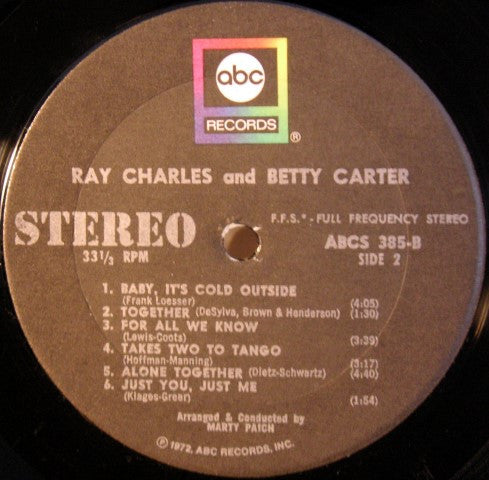 abc
RECORDS
®
RAY CHARLES and BETTY CARTER
STEREO
33⅓ RPM
F.F.S.* - FULL FREQUENCY STEREO
ABCS 385-B
SIDE 2
1. BABY, IT'S COLD OUTSIDE
(Frank Loesser) (4:05)
2. TOGETHER (DeSylva, Brown & Henderson) (1:30)
3. FOR ALL WE KNOW
(Lewis-Coots) (3:39)
4. TAKES TWO TO TANGO
(Hoffman-Manning) (3:17)
5. ALONE TOGETHER (Dietz-Schwartz) (4:40)
6. JUST YOU, JUST ME
(Klages-Greer) (1:54)
Arranged & Conducted by
MARTY PAICH
Ⓟ 1972, ABC RECORDS, INC.